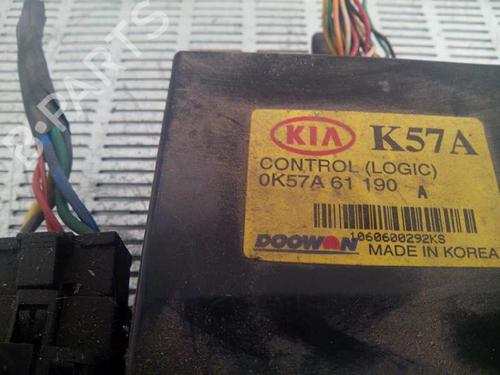 B-PARTS
KIA K57A
CONTROL (LOGIC)
0K57A 61 190 A
1060600292KS
DOOWON MADE IN KOREA